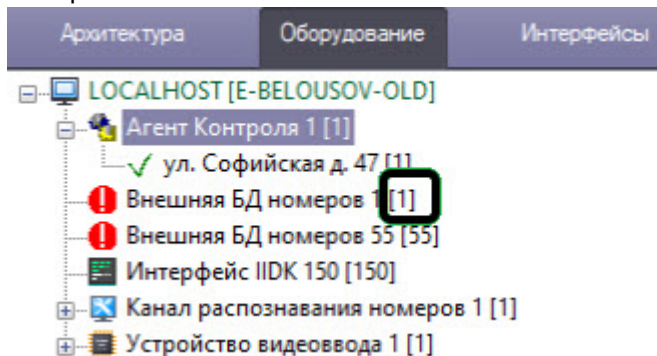 Архитектура Оборудование Интерфейсы
LOCALHOST [E-BELOUSOV-OLD]
Агент Контроля 1 [1]
ул. Софийская д. 47 [1]
Внешняя БД номеров 1 [1]
Внешняя БД номеров 55 [55]
Интерфейс IIDK 150 [150]
Канал распознавания номеров 1 [1]
Устройство видеоввода 1 [1]